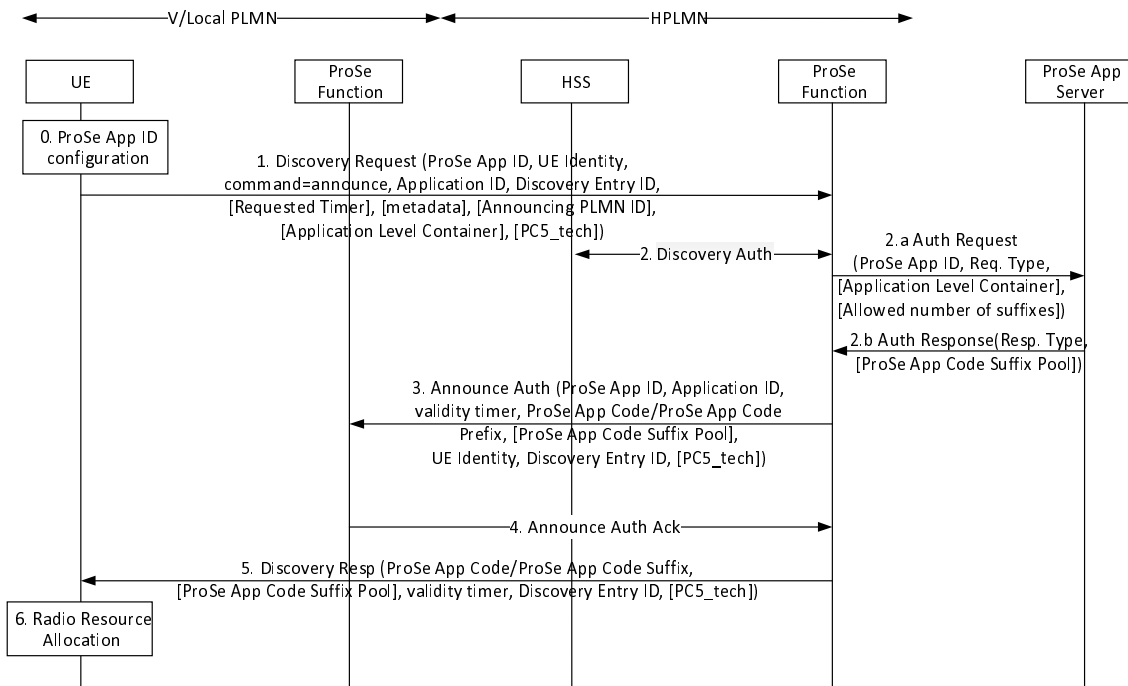 V/Local PLMN
HPLMN
UE
ProSe
Function
HSS
ProSe
Function
ProSe App
Server
0. ProSe App ID
configuration
1. Discovery Request (ProSe App ID, UE Identity,
command=announce, Application ID, Discovery Entry ID,
[Requested Timer], [metadata], [Announcing PLMN ID],
[Application Level Container], [PC5_tech])
2. Discovery Auth
2.a Auth Request
(ProSe App ID, Req. Type,
[Application Level Container],
[Allowed number of suffixes])
2.b Auth Response(Resp. Type,
[ProSe App Code Suffix Pool])
3. Announce Auth (ProSe App ID, Application ID,
validity timer, ProSe App Code/ProSe App Code
Prefix, [ProSe App Code Suffix Pool],
UE Identity, Discovery Entry ID, [PC5_tech])
4. Announce Auth Ack
5. Discovery Resp (ProSe App Code/ProSe App Code Suffix,
[ProSe App Code Suffix Pool], validity timer, Discovery Entry ID, [PC5_tech])
6. Radio Resource
Allocation